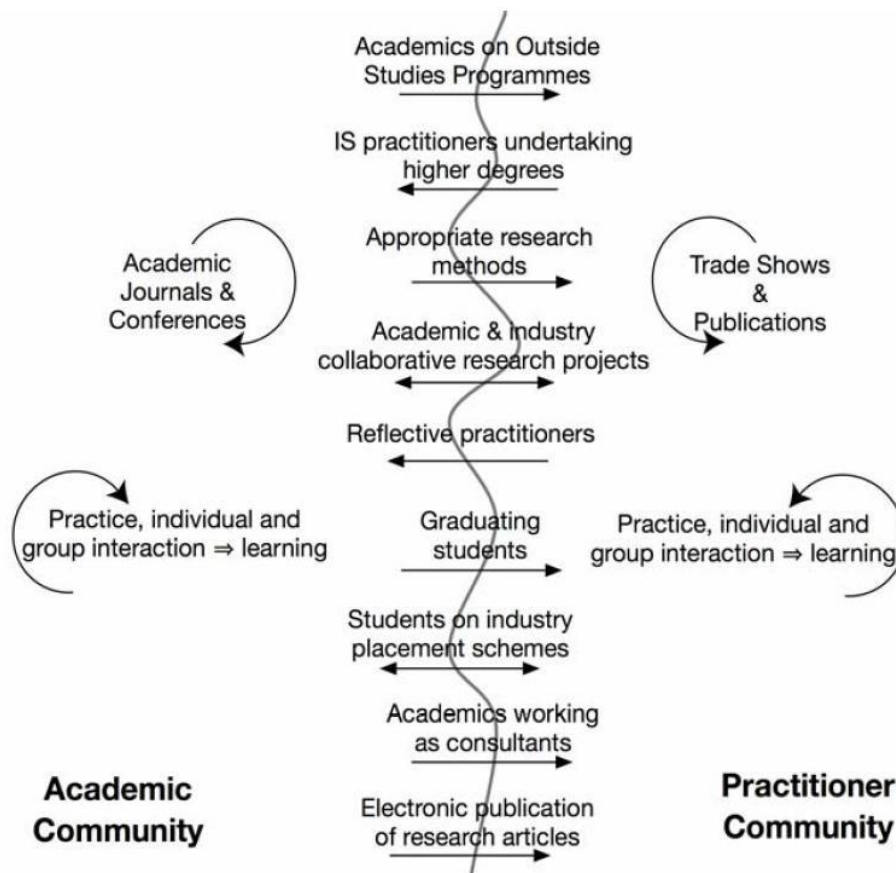 Academics on Outside
Studies Programmes
IS practitioners undertaking
higher degrees
Appropriate research
methods
Academic
Journals &
Conferences
Trade Shows
&
Publications
Academic & industry
collaborative research projects
Reflective practitioners
Practice, individual and
group interaction ⇒ learning
Graduating
students
Practice, individual and
group interaction ⇒ learning
Students on industry
placement schemes
Academics working
as consultants
Academic
Community
Practitioner
Community
Electronic publication
of research articles